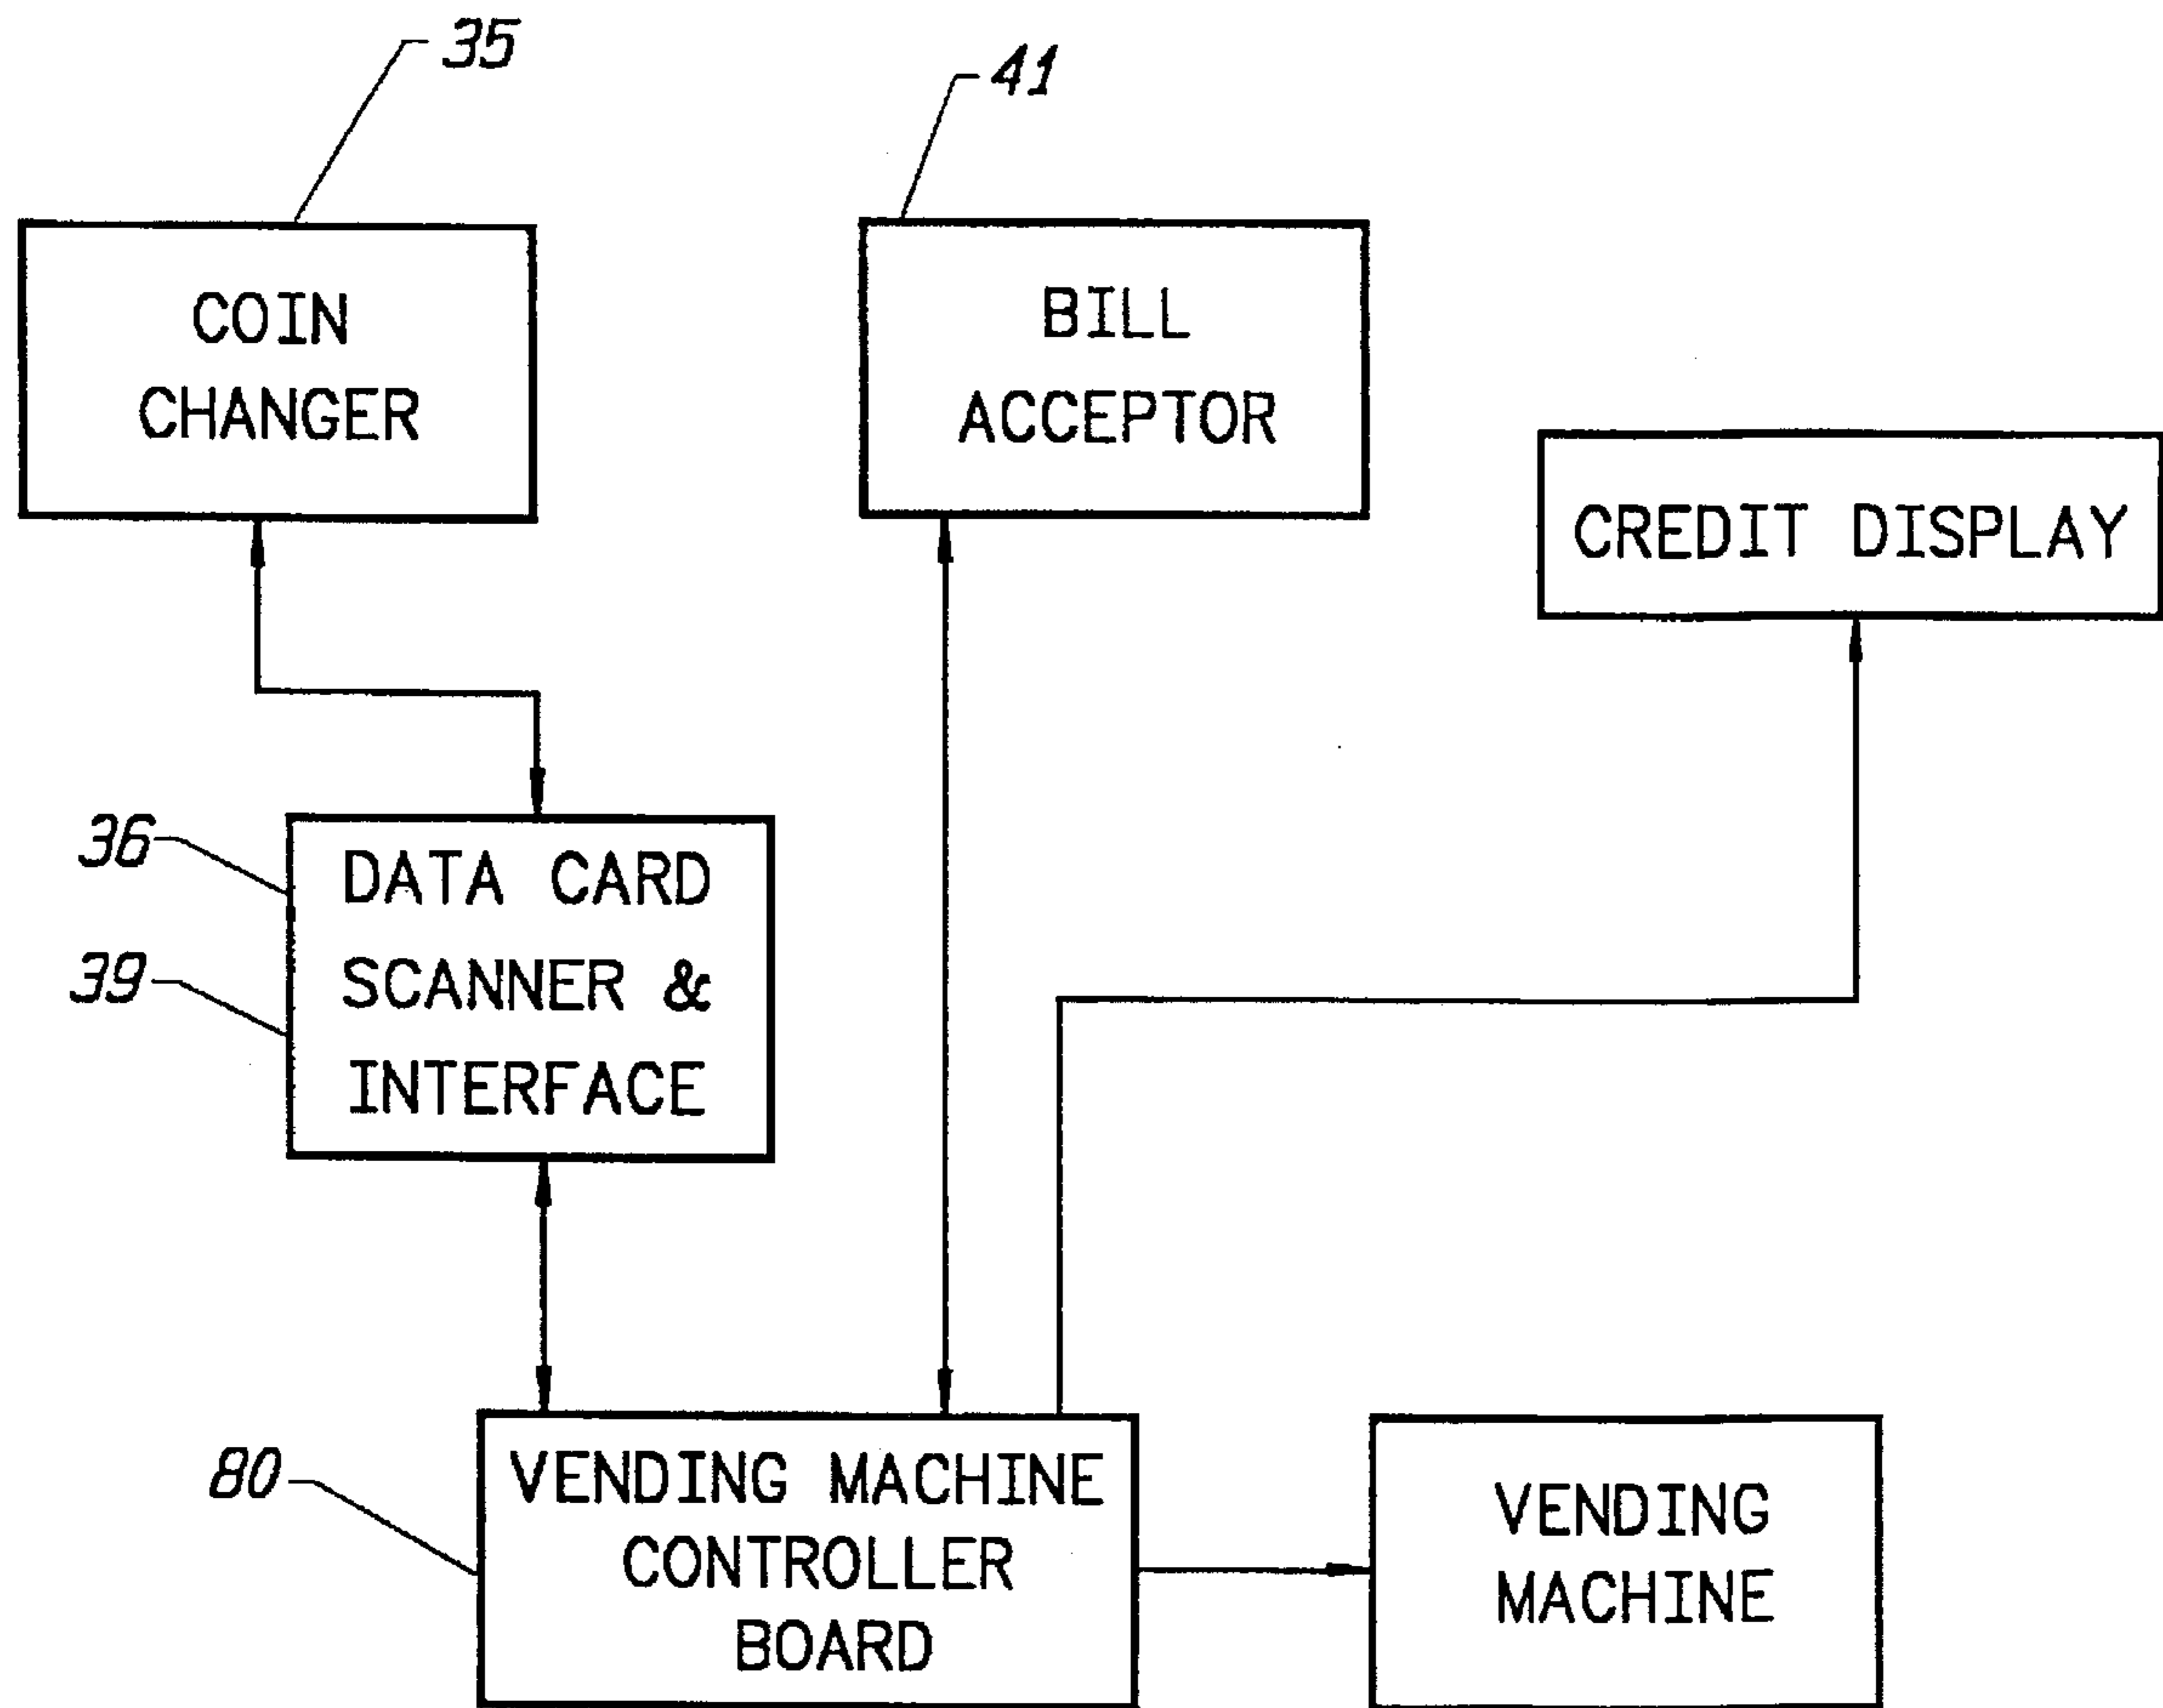 35
41
COIN
CHANGER
BILL
ACCEPTOR
CREDIT DISPLAY
36
DATA CARD
39
SCANNER &
INTERFACE
80
VENDING MACHINE
CONTROLLER
BOARD
VENDING
MACHINE